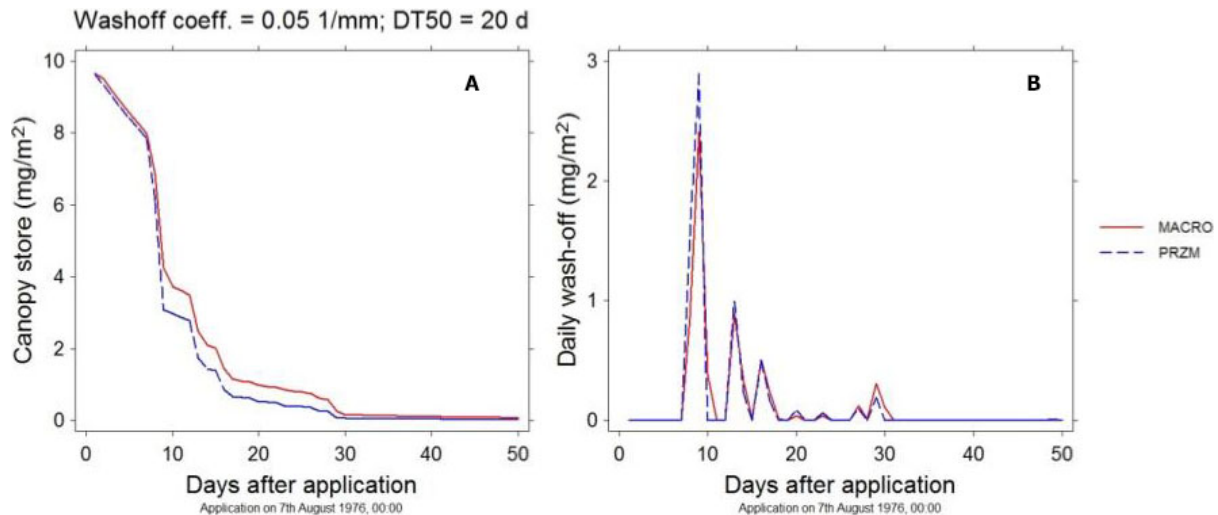 Washoff coeff. = 0.05 1/mm; DT50 = 20 d
A
Canopy store (mg/m²)
10
8
6
4
2
0
0 10 20 30 40 50
Days after application
Application on 7th August 1976, 00:00
B
Daily wash-off (mg/m²)
3
2
1
0
0 10 20 30 40 50
Days after application
Application on 7th August 1976, 00:00
MACRO
PRZM